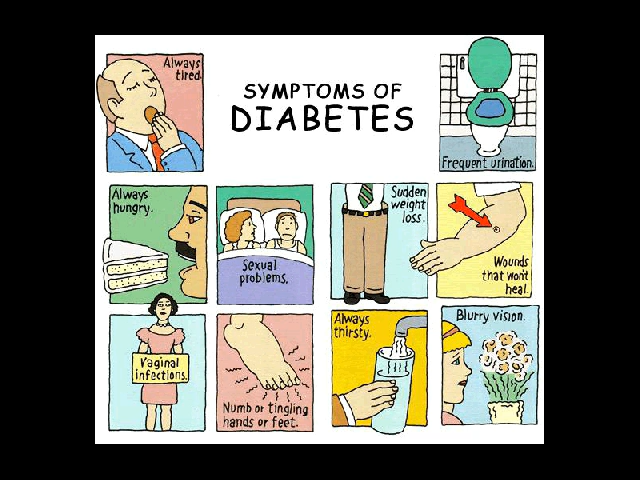 Always
tired.
SYMPTOMS OF
DIABETES
Frequent urination.
Always
hungry.
Sexual
problems.
Sudden
weight
loss.
Wounds
that won't
heal.
Vaginal
infections.
Numb or tingling
hands or feet.
Always
thirsty.
Blurry vision.